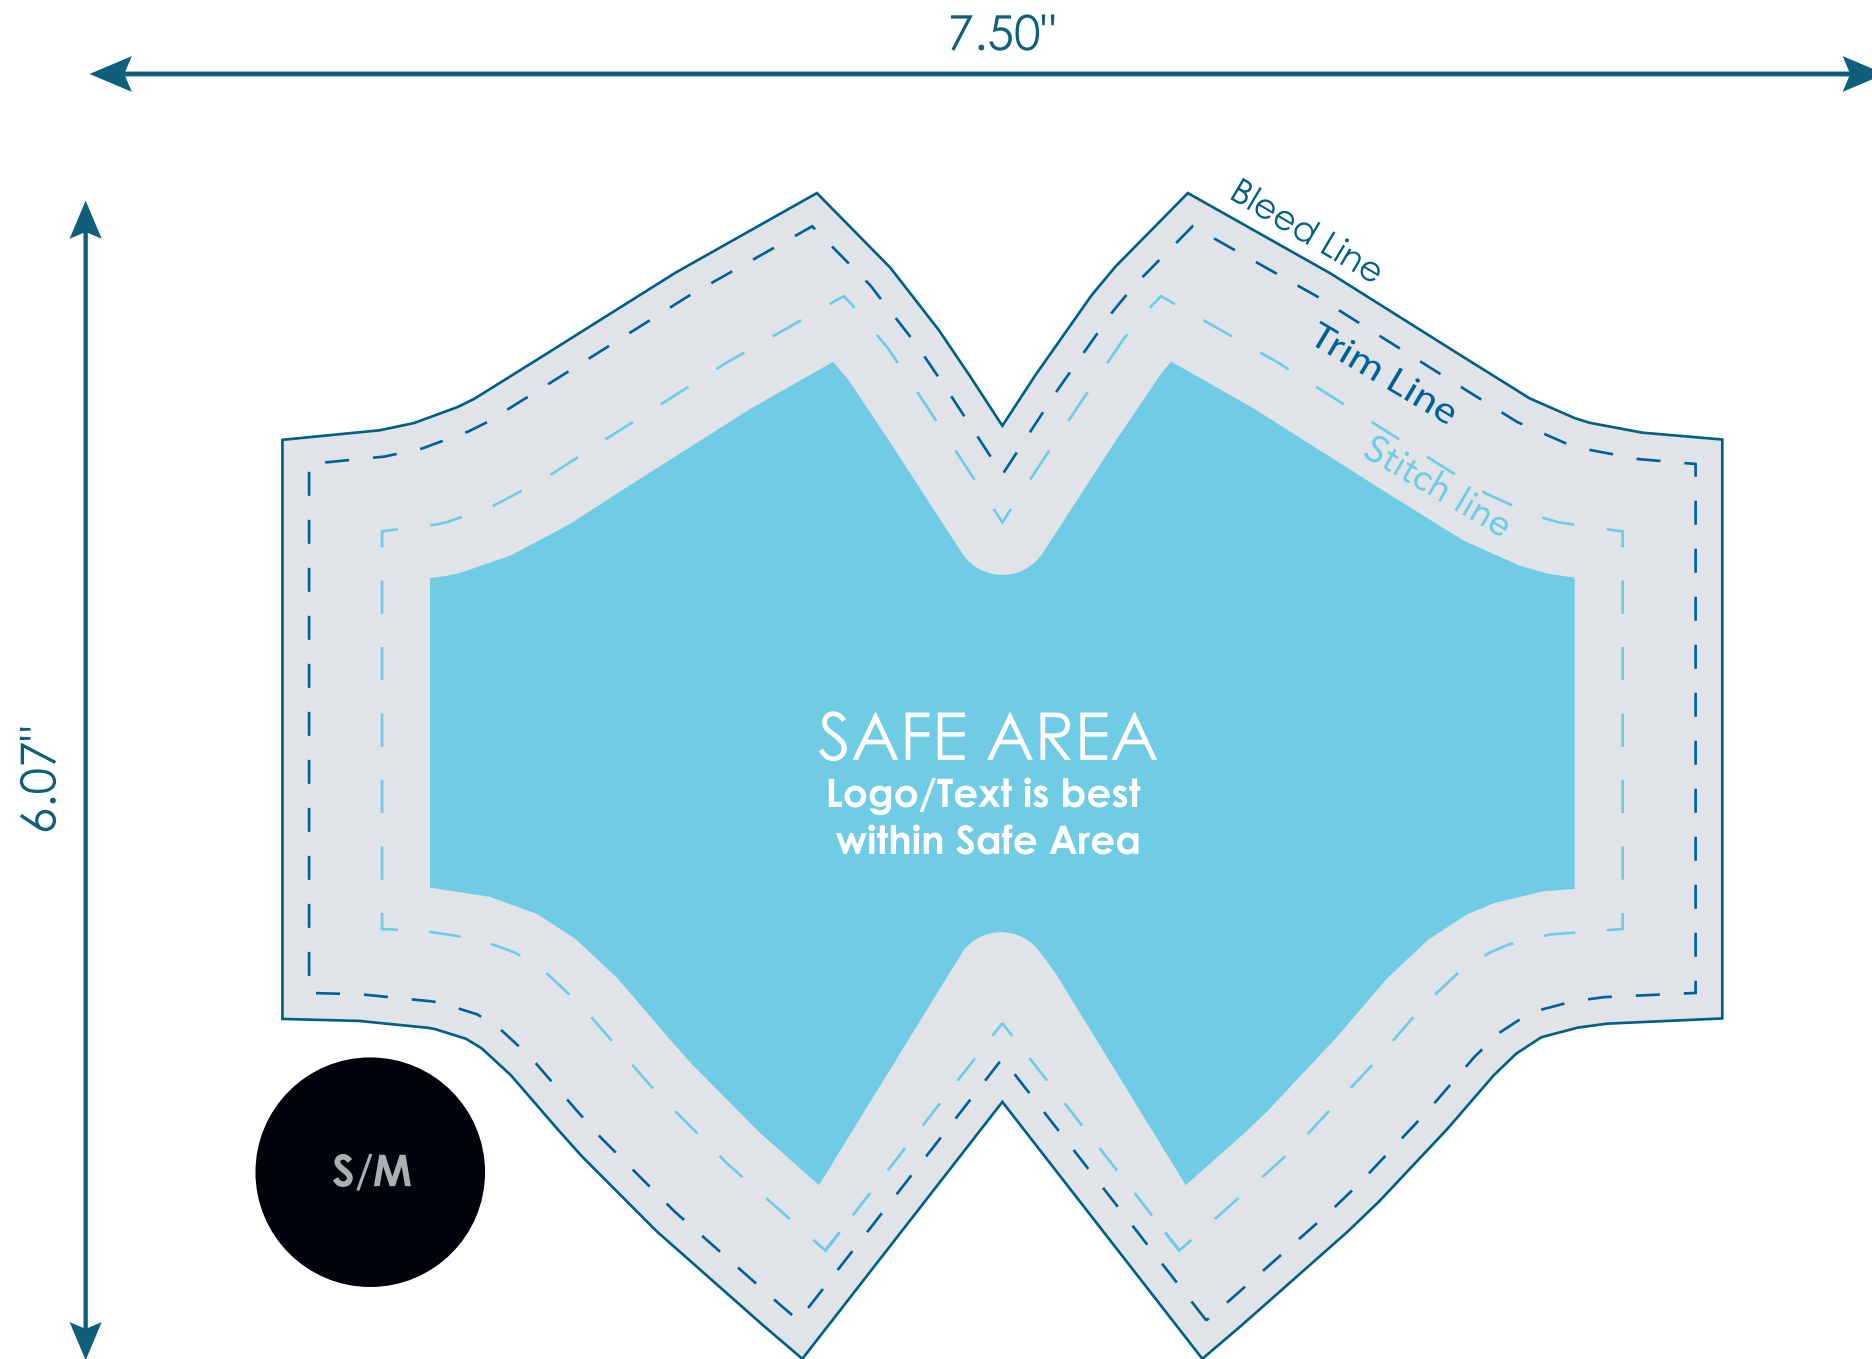 7.50"
Bleed Line
Trim Line
Stitch line
6.07"
SAFE AREA
Logo/Text is best
within Safe Area
S/M